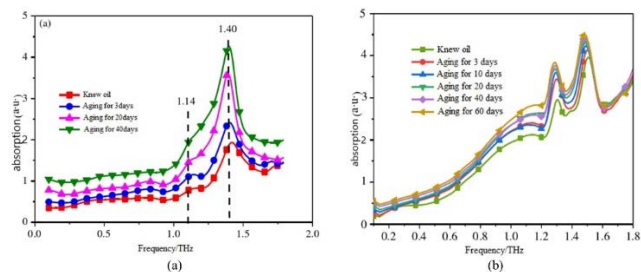 (a)
1.40
1.14
Knew oil
Aging for 3days
Aging for 20days
Aging for 40days
absorption (a·u·)
5
4
3
2
1
0
0.0
0.5
1.0
1.5
2.0
Frequency/THz
(a)
Knew oil
Aging for 3 days
Aging for 10 days
Aging for 20 days
Aging for 40 days
Aging for 60 days
absorption (a·u·)
5
4
3
2
1
0
0.2
0.4
0.6
0.8
1.0
1.2
1.4
1.6
1.8
Frequency/THz
(b)